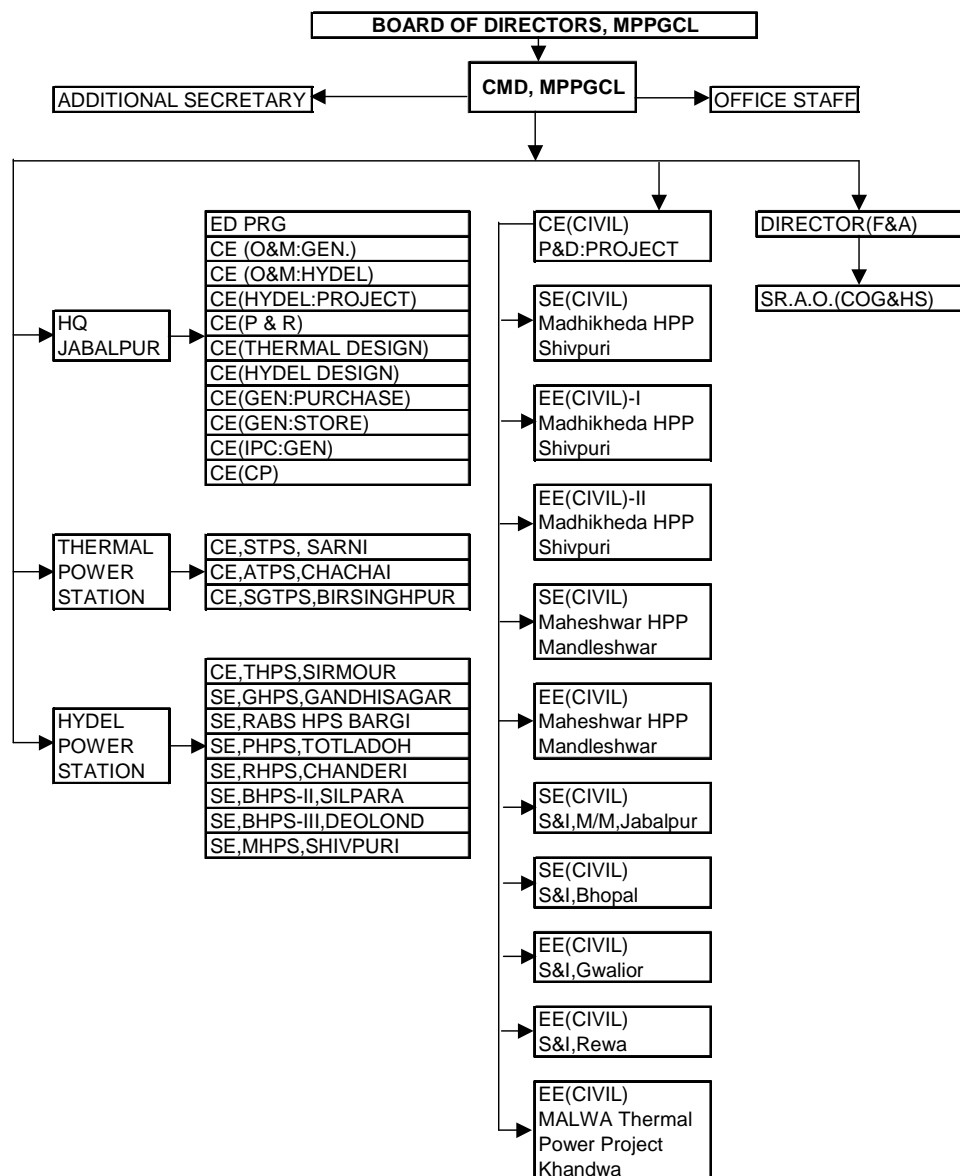 BOARD OF DIRECTORS, MPPGCL
CMD, MPPGCL
ADDITIONAL SECRETARY
OFFICE STAFF
HQ
JABALPUR
ED PRG
CE (O&M:GEN.)
CE (O&M:HYDEL)
CE(HYDEL:PROJECT)
CE(P & R)
CE(THERMAL DESIGN)
CE(HYDEL DESIGN)
CE(GEN:PURCHASE)
CE(GEN:STORE)
CE(IPC:GEN)
CE(CP)
THERMAL
POWER
STATION
CE,STPS, SARNI
CE,ATPS,CHACHAI
CE,SGTPS,BIRSINGHPUR
HYDEL
POWER
STATION
CE,THPS,SIRMOUR
SE,GHPS,GANDHISAGAR
SE,RABS HPS BARGI
SE,PHPS,TOTLADOH
SE,RHPS,CHANDERI
SE,BHPS-II,SILPARA
SE,BHPS-III,DEOLOND
SE,MHPS,SHIVPURI
CE(CIVIL)
P&D:PROJECT
SE(CIVIL)
Madhikheda HPP
Shivpuri
EE(CIVIL)-I
Madhikheda HPP
Shivpuri
EE(CIVIL)-II
Madhikheda HPP
Shivpuri
SE(CIVIL)
Maheshwar HPP
Mandleshwar
EE(CIVIL)
Maheshwar HPP
Mandleshwar
SE(CIVIL)
S&I,M/M,Jabalpur
SE(CIVIL)
S&I,Bhopal
EE(CIVIL)
S&I,Gwalior
EE(CIVIL)
S&I,Rewa
EE(CIVIL)
MALWA Thermal
Power Project
Khandwa
DIRECTOR(F&A)
SR.A.O.(COG&HS)